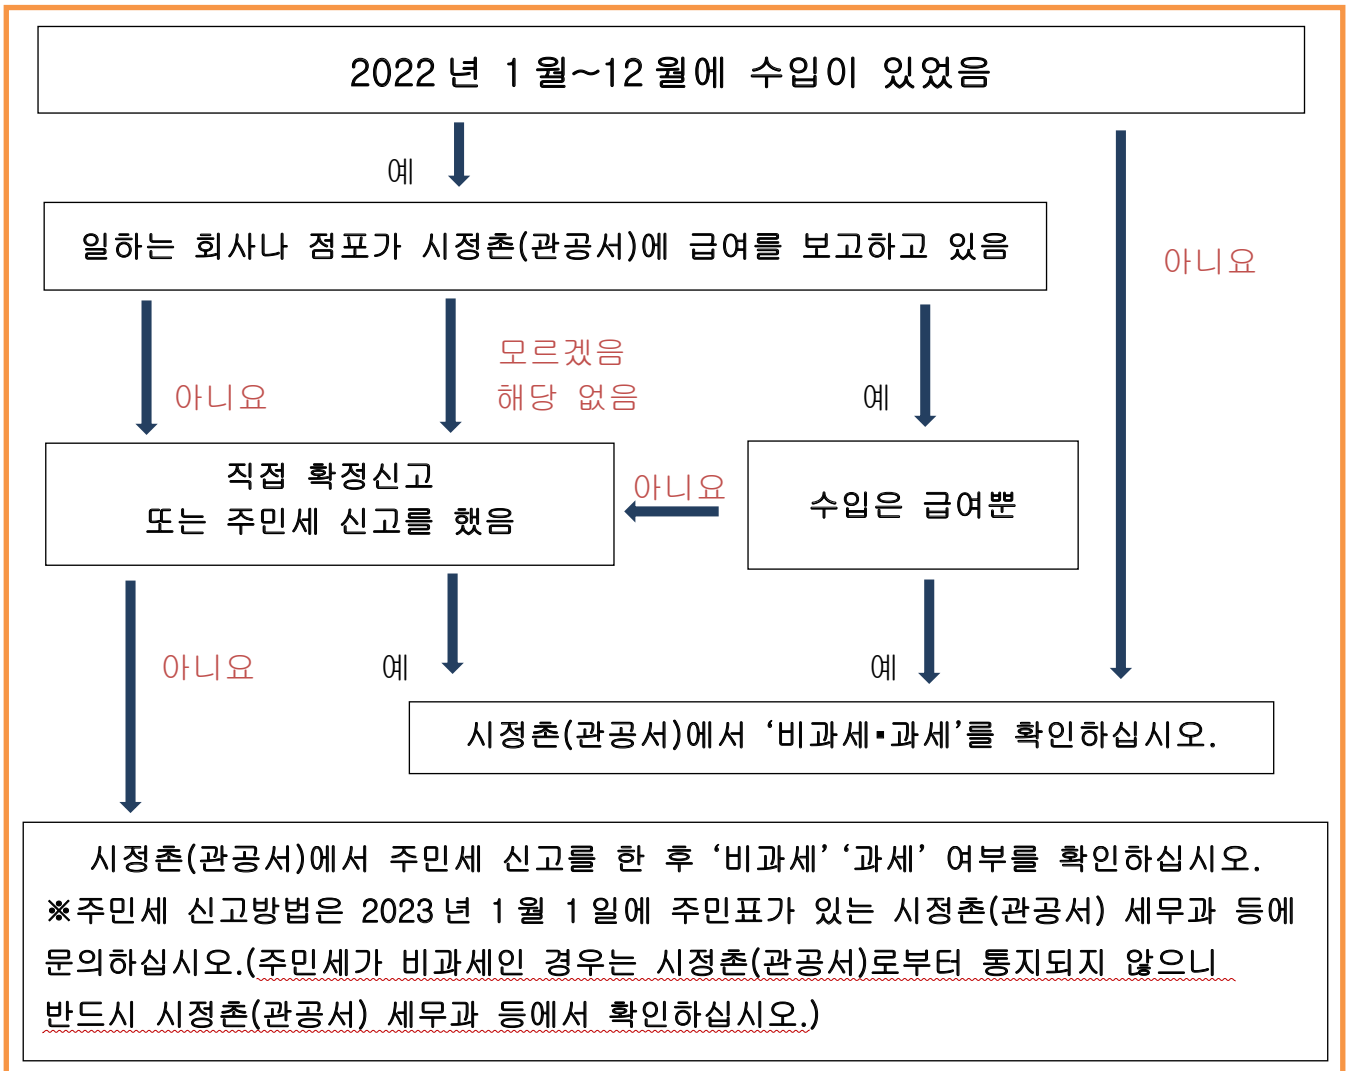 2022년 1월~12월에 수입이 있었음
예
아니요
일하는 회사나 점포가 시정촌(관공서)에 급여를 보고하고 있음
아니요
모르겠음
해당 없음
예
직접 확정신고
또는 주민세 신고를 했음
아니요
수입은 급여뿐
아니요
예
예
시정촌(관공서)에서 ‘비과세▪과세’를 확인하십시오.
시정촌(관공서)에서 주민세 신고를 한 후 ‘비과세’ ‘과세’ 여부를 확인하십시오.
※주민세 신고방법은 2023년 1월 1일에 주민표가 있는 시정촌(관공서) 세무과 등에
문의하십시오.(주민세가 비과세인 경우는 시정촌(관공서)로부터 통지되지 않으니
반드시 시정촌(관공서) 세무과 등에서 확인하십시오.)